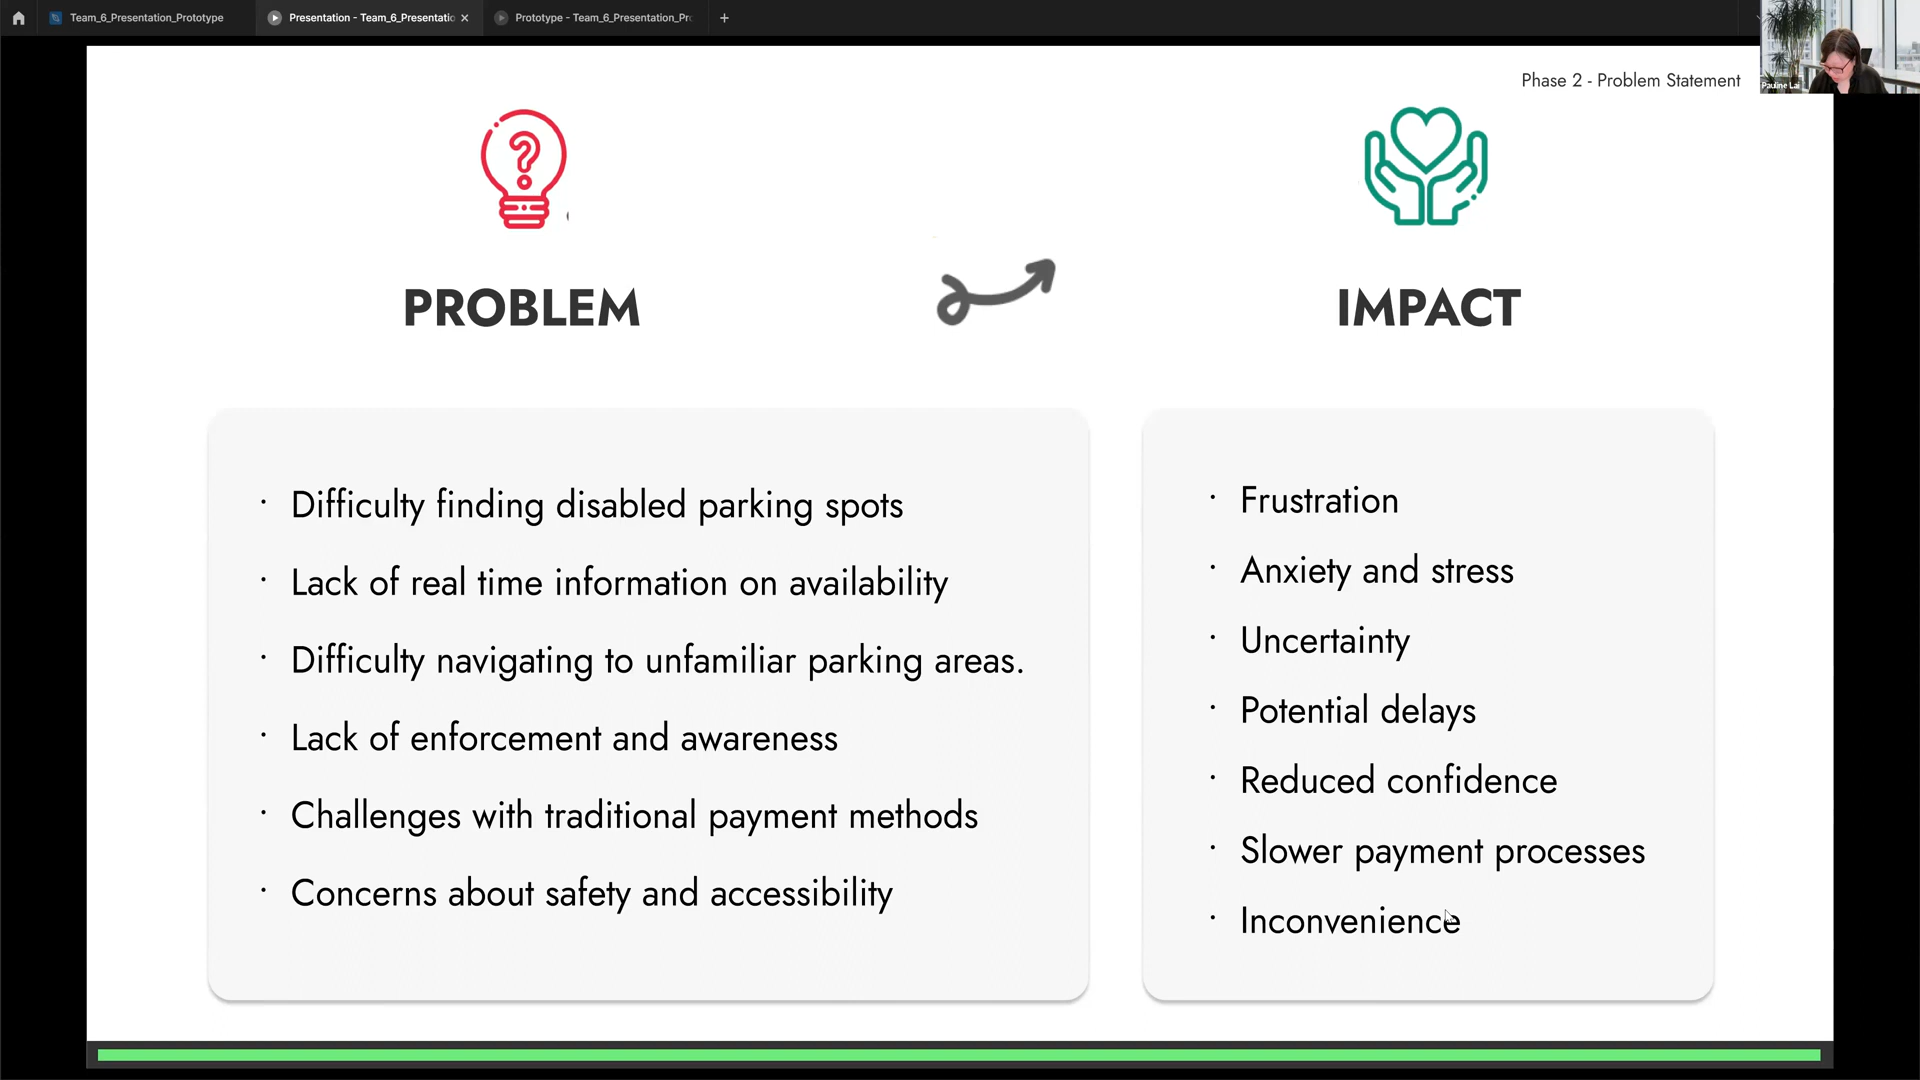 Team_6_Presentation_Prototype
Presentation - Team_6_Presentatio
Prototype - Team_6_Presentation_Pr
Pauline Lai
Phase 2 - Problem Statement
PROBLEM
IMPACT
· Difficulty finding disabled parking spots
· Lack of real time information on availability
· Difficulty navigating to unfamiliar parking areas.
· Lack of enforcement and awareness
· Challenges with traditional payment methods
· Concerns about safety and accessibility
· Frustration
· Anxiety and stress
· Uncertainty
· Potential delays
· Reduced confidence
· Slower payment processes
· Inconvenience